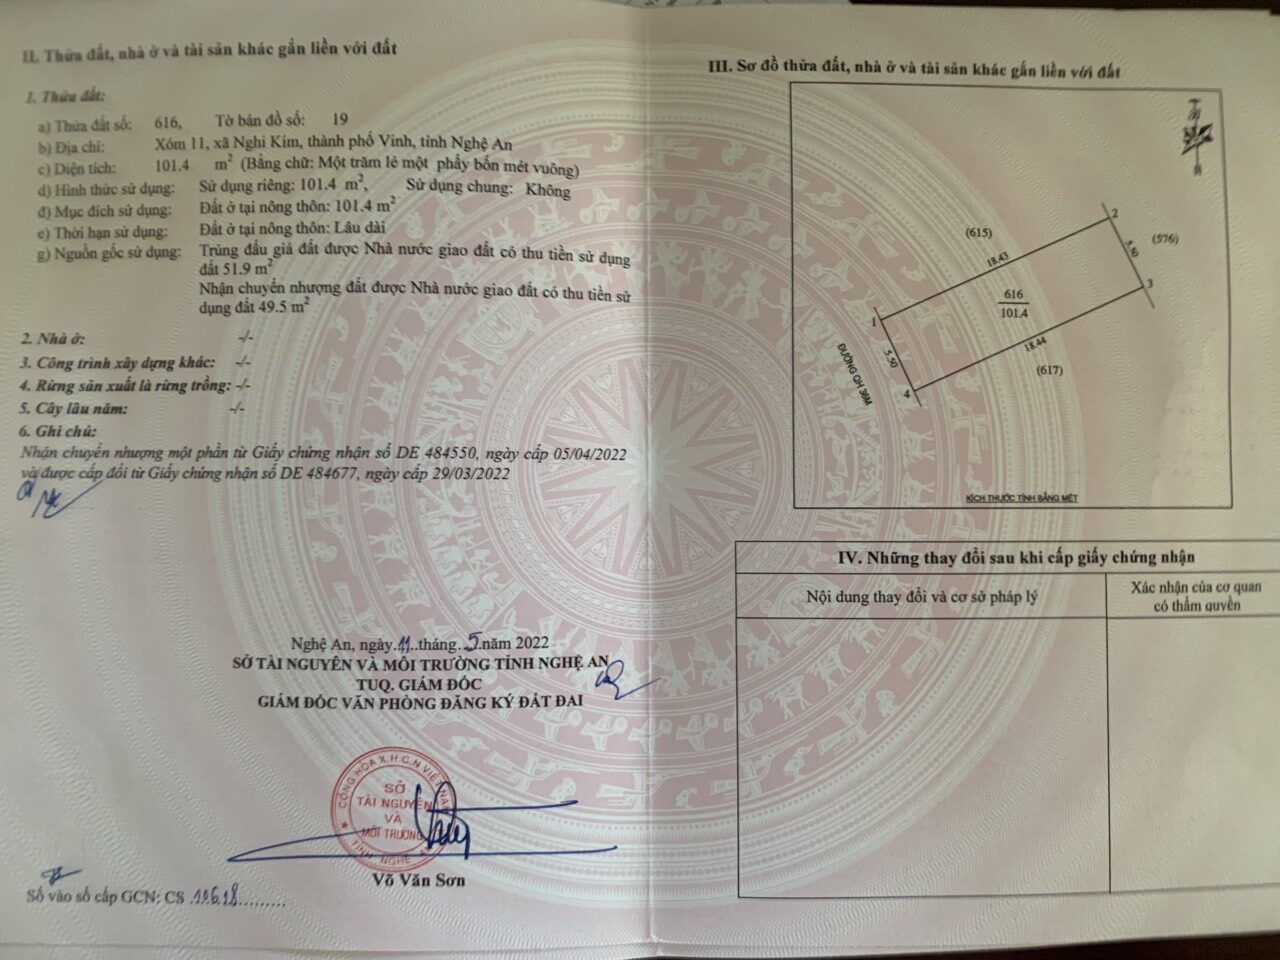 II. Thửa đất, nhà ở và tài sản khác gắn liền với đất
1. Thửa đất:
a) Thửa đất số: 616, Tờ bản đồ số: 19
b) Địa chỉ: Xóm 11, xã Nghi Kim, thành phố Vinh, tỉnh Nghệ An
c) Diện tích: 101.4 m² (Bằng chữ: Một trăm lẻ một phẩy bốn mét vuông)
d) Hình thức sử dụng: Sử dụng riêng: 101.4 m², Sử dụng chung: Không
đ) Mục đích sử dụng: Đất ở tại nông thôn: 101.4 m²
e) Thời hạn sử dụng: Đất ở tại nông thôn: Lâu dài
g) Nguồn gốc sử dụng: Trúng đấu giá đất được Nhà nước giao đất có thu tiền sử dụng
đất 51.9 m²
Nhận chuyển nhượng đất được Nhà nước giao đất có thu tiền sử
dụng đất 49.5 m²
2. Nhà ở: -/-
3. Công trình xây dựng khác: -/-
4. Rừng sản xuất là rừng trồng: -/-
5. Cây lâu năm: -/-
6. Ghi chú:
Nhận chuyển nhượng một phần từ Giấy chứng nhận số DE 484550, ngày cấp 05/04/2022
và được cấp đổi từ Giấy chứng nhận số DE 484677, ngày cấp 29/03/2022
Nghệ An, ngày 11 tháng 5 năm 2022
SỞ TÀI NGUYÊN VÀ MÔI TRƯỜNG TỈNH NGHỆ AN
TUQ. GIÁM ĐỐC
GIÁM ĐỐC VĂN PHÒNG ĐĂNG KÝ ĐẤT ĐAI
CỘNG HÒA X.H.C.N VIỆT NAM
SỞ
TÀI NGUYÊN
VÀ
MÔI TRƯỜNG
TỈNH NGHỆ AN
Võ Văn Sơn
Số vào sổ cấp GCN: CS
III. Sơ đồ thửa đất, nhà ở và tài sản khác gắn liền với đất
2
(615)
(576)
18.43
5.50
3
616
101.4
1
18.44
5.50
(617)
4
ĐƯỜNG QH 36M
KÍCH THƯỚC TÍNH BẰNG MÉT
IV. Những thay đổi sau khi cấp giấy chứng nhận
Nội dung thay đổi và cơ sở pháp lý
Xác nhận của cơ quan
có thẩm quyền